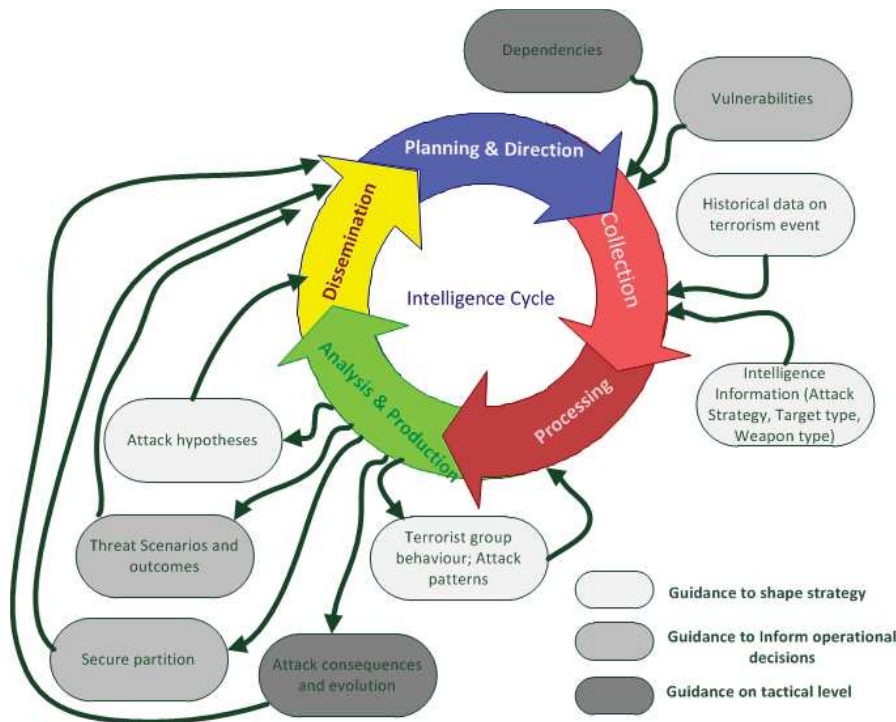 Dependencies
Vulnerabilities
Planning & Direction
Historical data on
terrorism event
Collection
Dissemination
Intelligence Cycle
Intelligence
Information (Attack
Strategy, Target type,
Weapon type)
Analysis & Production
Processing
Attack hypotheses
Threat Scenarios and
outcomes
Terrorist group
behaviour; Attack
patterns
Secure partition
Attack consequences
and evolution
Guidance to shape strategy
Guidance to Inform operational
decisions
Guidance on tactical level